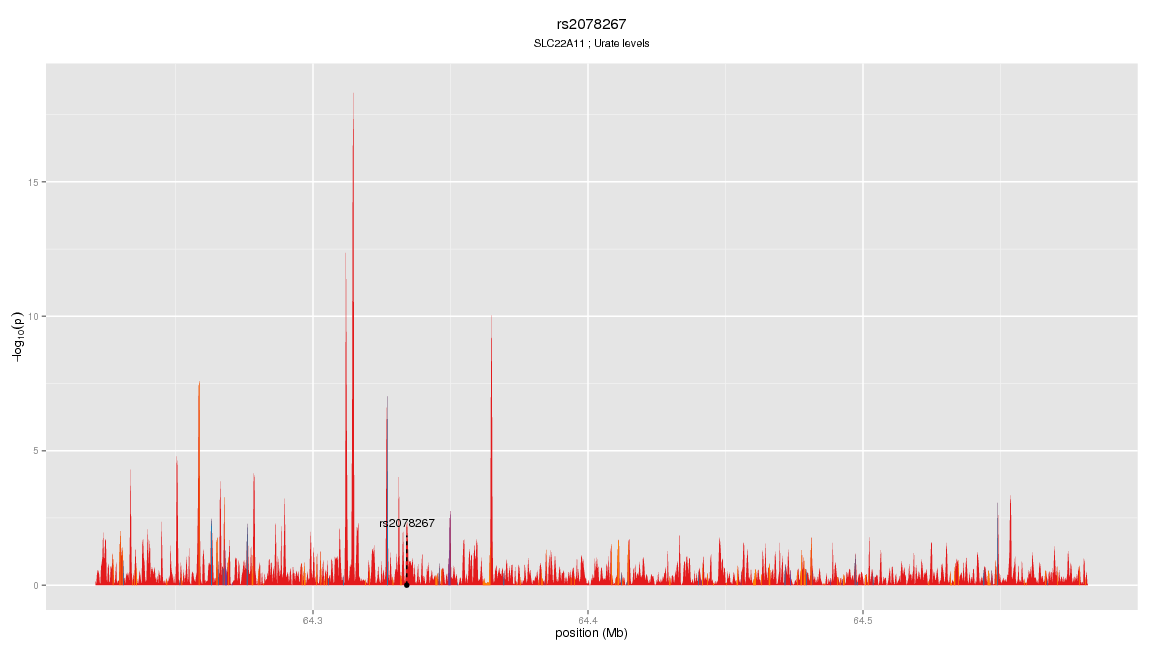 rs2078267
SLC22A11 ; Urate levels
15
10
5
0
−log10(p)
rs2078267
64.3
64.4
64.5
position (Mb)